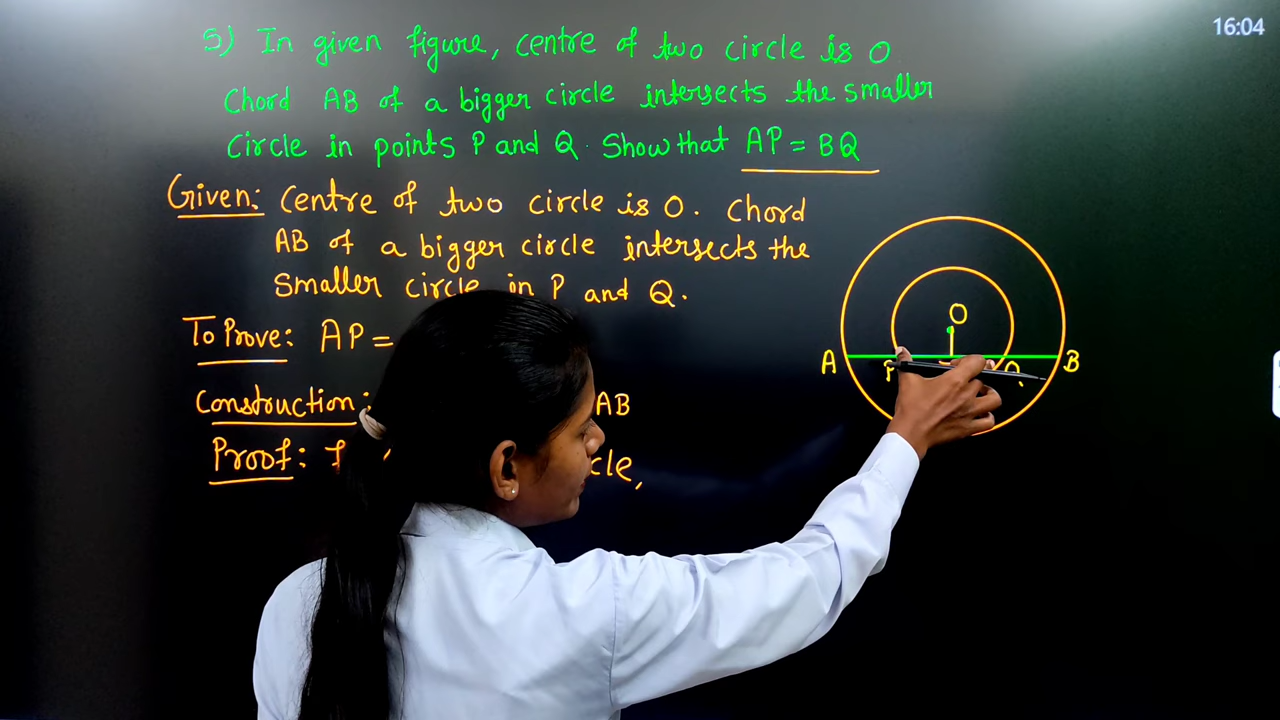 16:04
5) In given figure, centre of two circle is O
Chord AB of a bigger circle intersects the smaller
Circle in points P and Q. Show that AP = BQ
Given: Centre of two circle is O. Chord
AB of a bigger circle intersects the
Smaller circle in P and Q.
To Prove: AP =
Construction: AB
Proof:
O
A P Q B